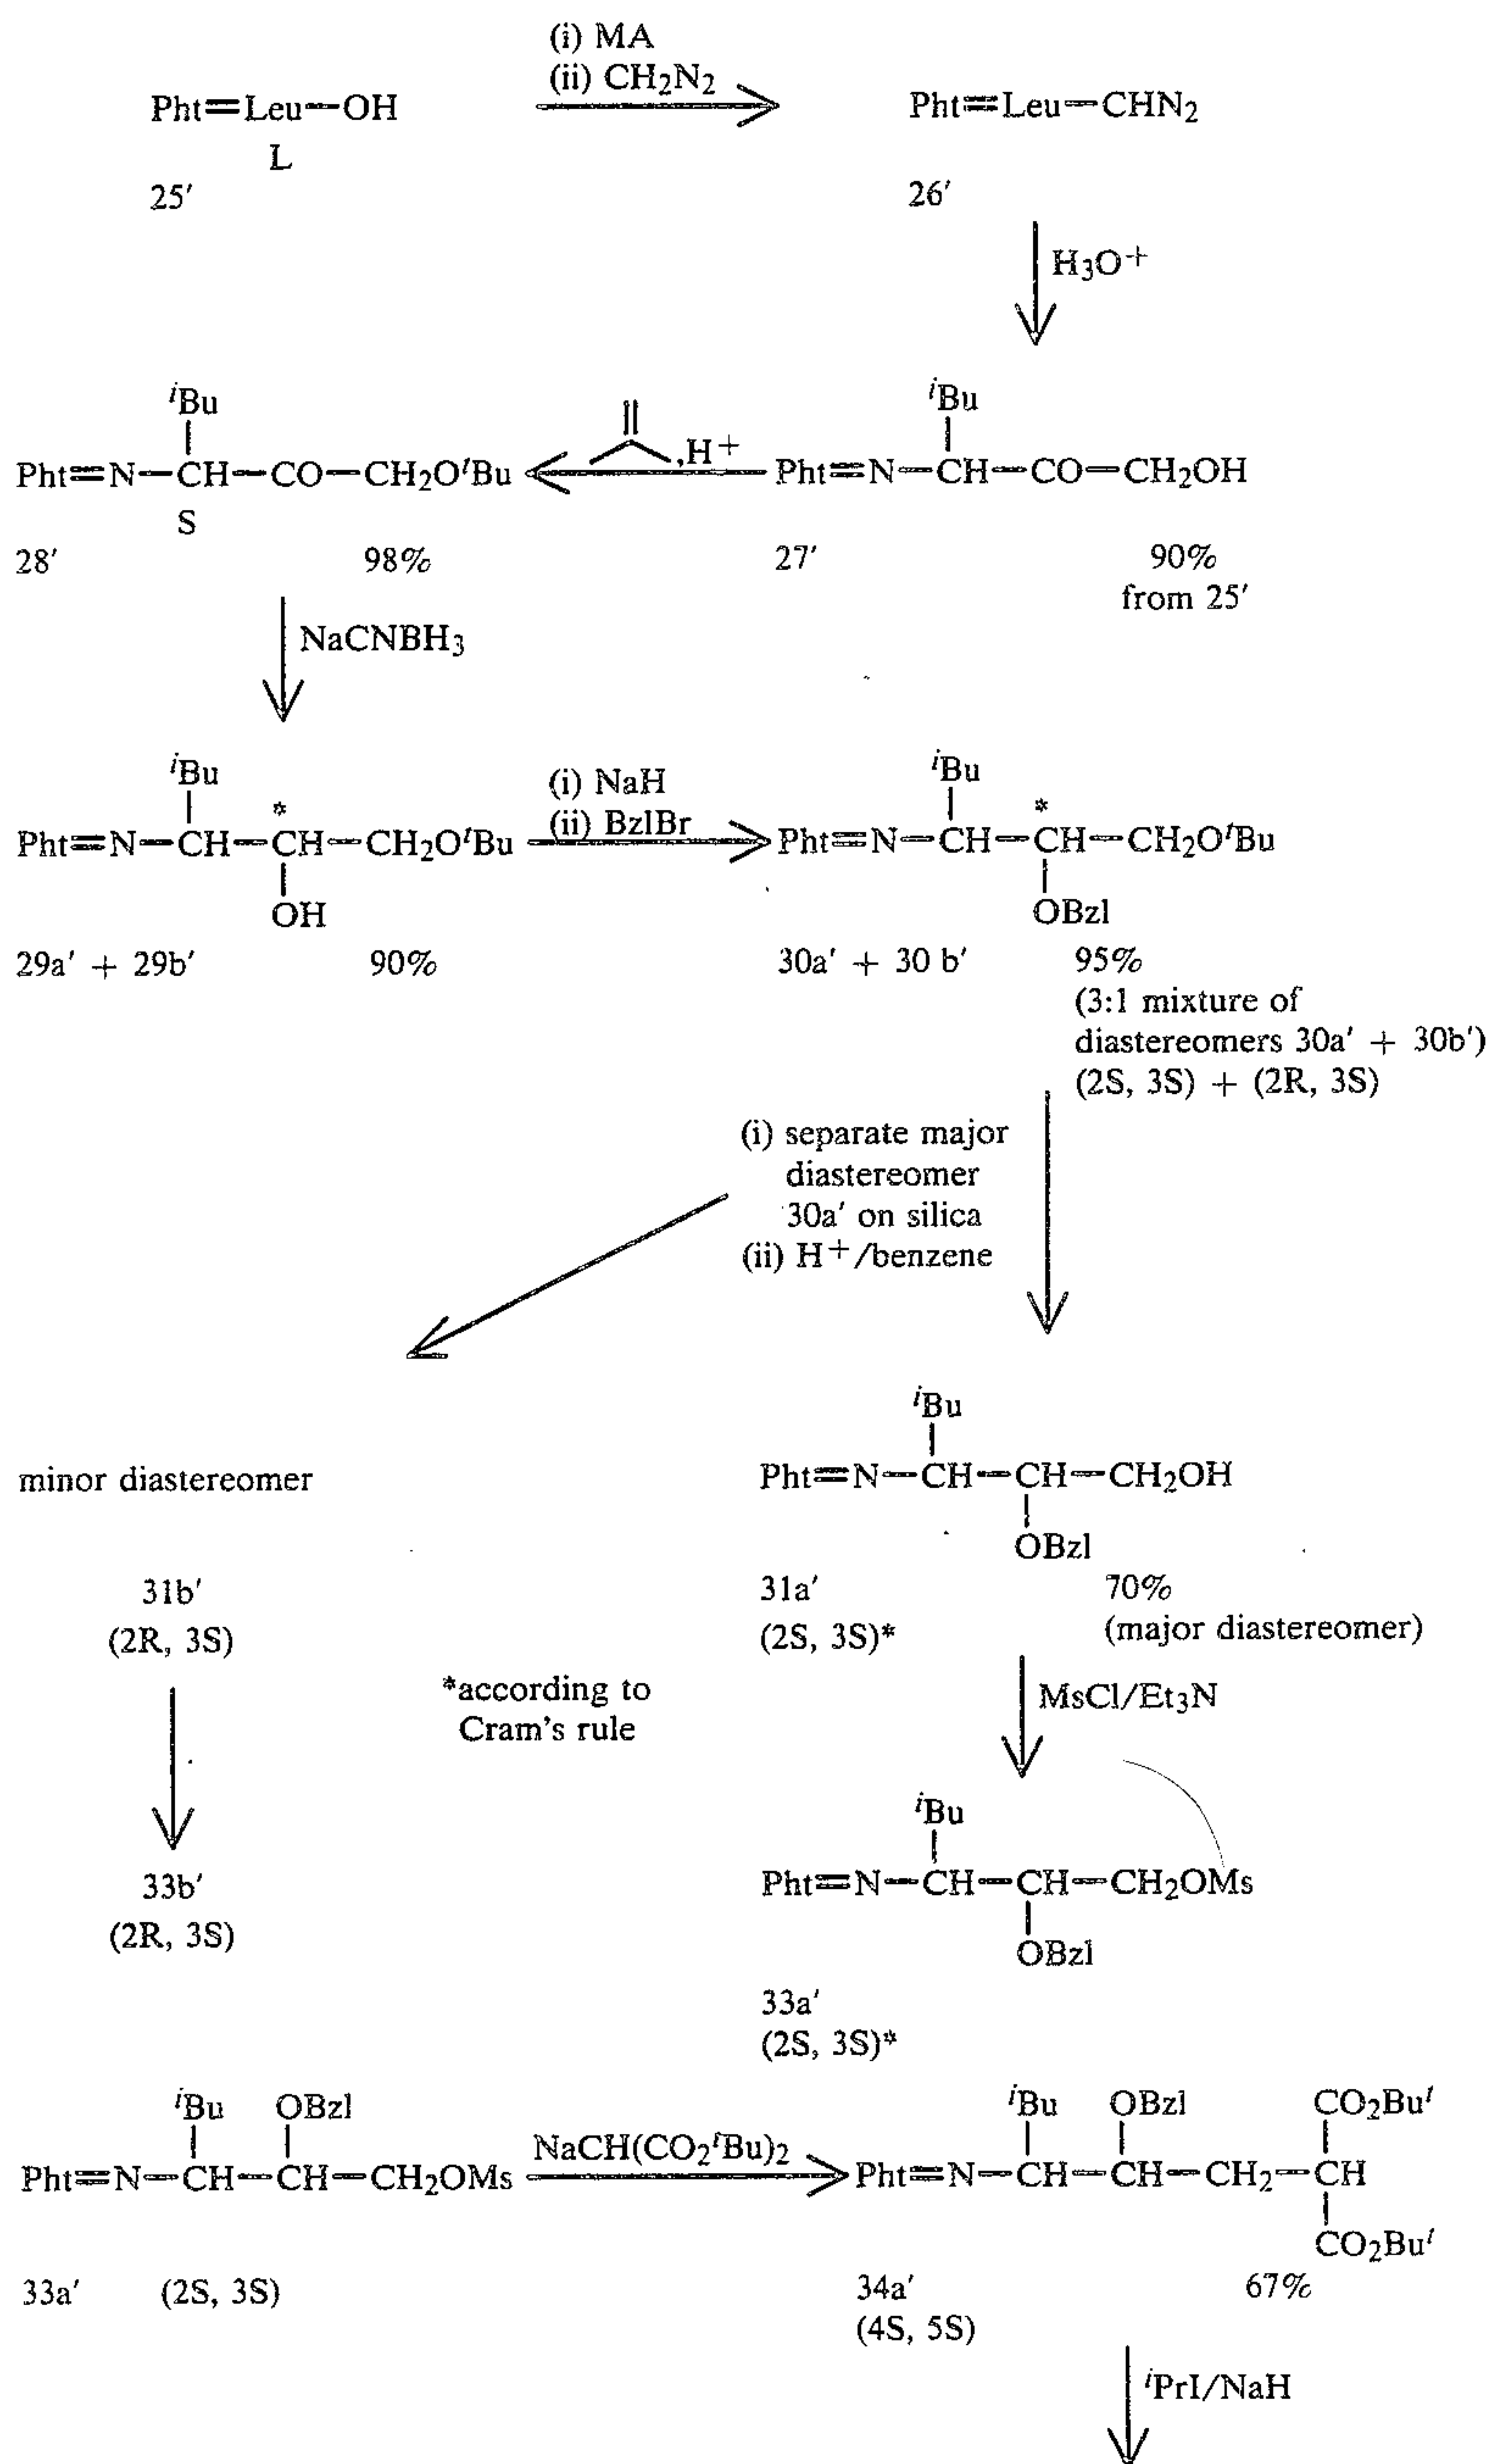 (i) MA
(ii) CH2N2
Pht=Leu—OH
L
25′
Pht=Leu—CHN2
26′
H3O+
iBu
Pht=N—CH—CO—CH2OtBu
S
28′ 98%
,H+
iBu
Pht=N—CH—CO—CH2OH
27′ 90%
from 25′
NaCNBH3
iBu
*
Pht=N—CH—CH—CH2OtBu
OH
29a′ + 29b′ 90%
(i) NaH
(ii) BzlBr
iBu
*
Pht=N—CH—CH—CH2OtBu
OBzl
30a′ + 30 b′ 95%
(3:1 mixture of
diastereomers 30a′ + 30b′)
(2S, 3S) + (2R, 3S)
(i) separate major
diastereomer
30a′ on silica
(ii) H+/benzene
minor diastereomer
31b′
(2R, 3S)
iBu
Pht=N—CH—CH—CH2OH
OBzl
31a′ 70%
(2S, 3S)* (major diastereomer)
*according to
Cram's rule
MsCl/Et3N
33b′
(2R, 3S)
iBu
Pht=N—CH—CH—CH2OMs
OBzl
33a′
(2S, 3S)*
iBu OBzl
Pht=N—CH—CH—CH2OMs
33a′ (2S, 3S)
NaCH(CO2tBu)2
iBu OBzl CO2But
Pht=N—CH—CH—CH2—CH
CO2But
34a′ 67%
(4S, 5S)
iPrI/NaH